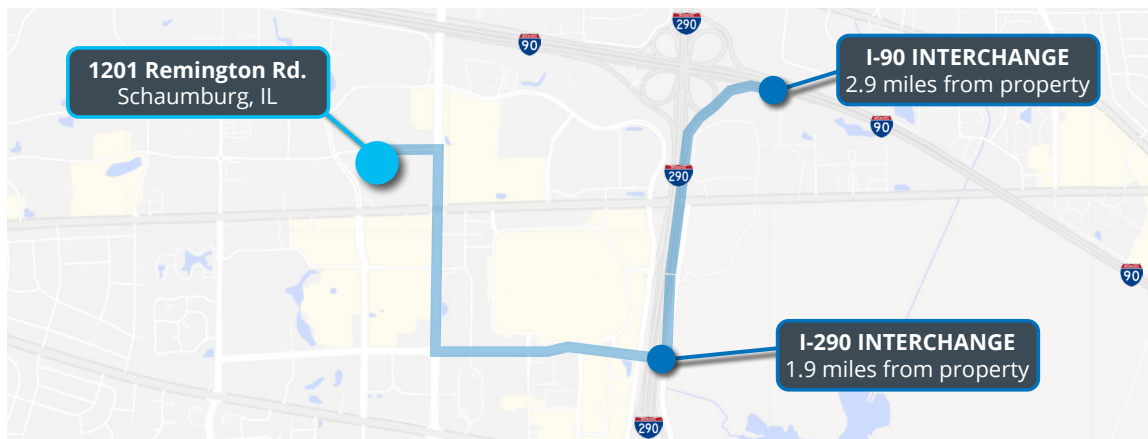 290
90
1201 Remington Rd.
Schaumburg, IL
I-90 INTERCHANGE
2.9 miles from property
90
290
90
I-290 INTERCHANGE
1.9 miles from property
290